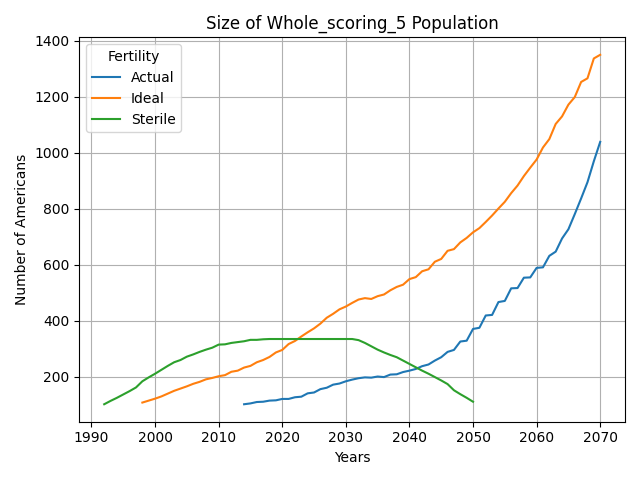 Size of Whole_scoring_5 Population
Fertility
Actual
Ideal
Sterile
Number of Americans
1400
1200
1000
800
600
400
200
1990 2000 2010 2020 2030 2040 2050 2060 2070
Years